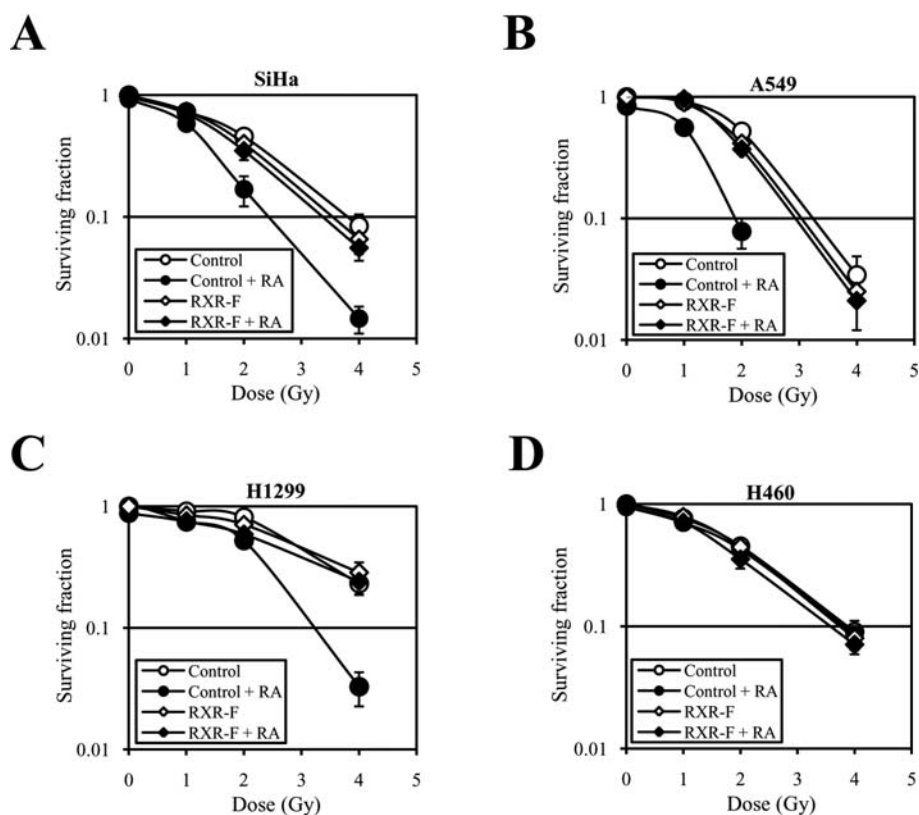 A
SiHa
Surviving fraction
1
0.1
0.01
Control
Control + RA
RXR-F
RXR-F + RA
0 1 2 3 4 5
Dose (Gy)
B
A549
Surviving fraction
1
0.1
0.01
Control
Control + RA
RXR-F
RXR-F + RA
0 1 2 3 4 5
Dose (Gy)
C
H1299
Surviving fraction
1
0.1
0.01
Control
Control + RA
RXR-F
RXR-F + RA
0 1 2 3 4 5
Dose (Gy)
D
H460
Surviving fraction
1
0.1
0.01
Control
Control + RA
RXR-F
RXR-F + RA
0 1 2 3 4 5
Dose (Gy)